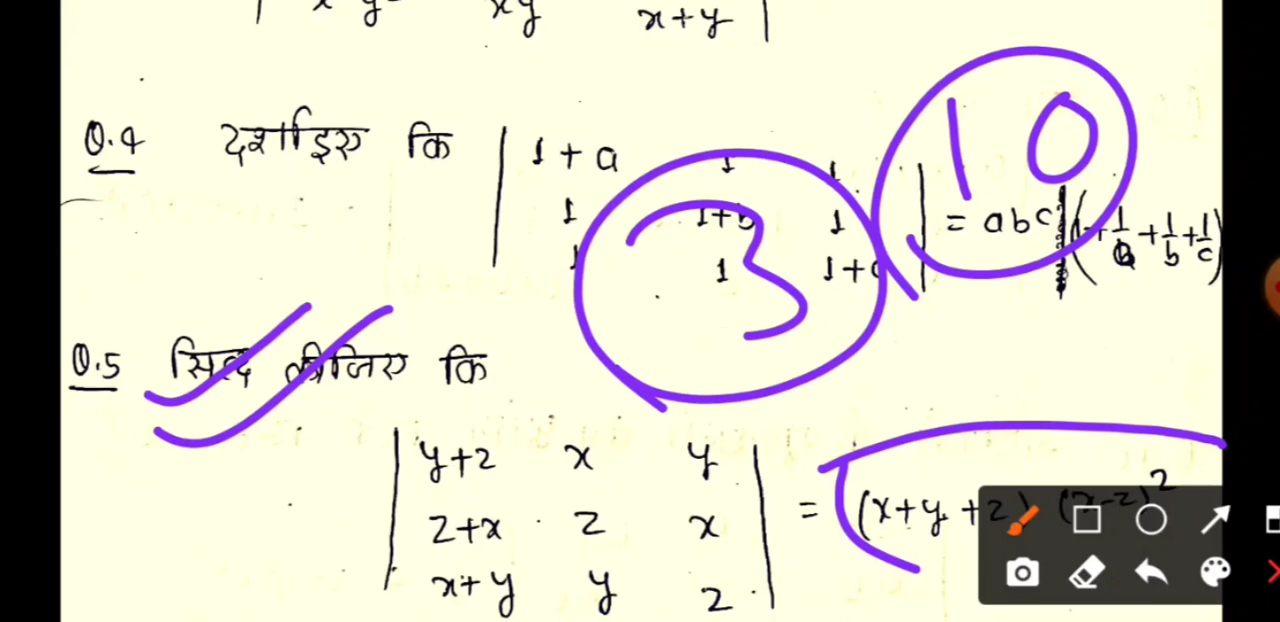 xy x+y
Q.4 दर्शाइए कि | 1+a 1 1 | = abc (1+1/a+1/b+1/c)
1 1+b 1
1 1 1+c
10
3
Q.5 सिद्ध कीजिए कि
| y+z x y |
| z+x z x | = (x+y+z) (x-z)²
| x+y y z |